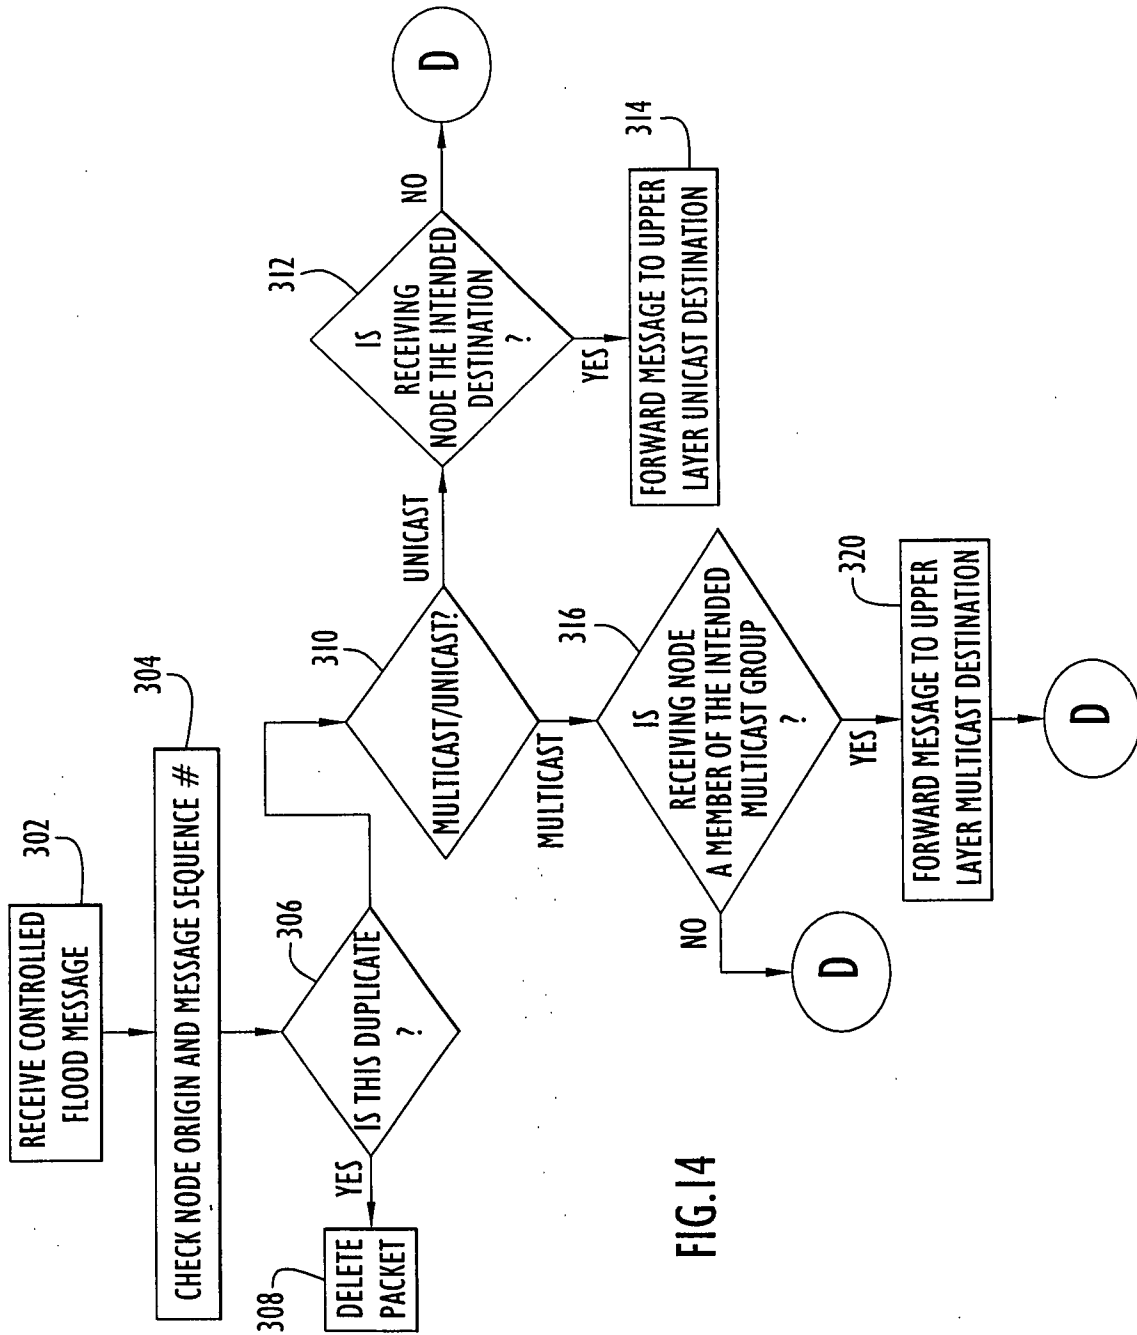 302
RECEIVE CONTROLLED
FLOOD MESSAGE
304
CHECK NODE ORIGIN AND MESSAGE SEQUENCE #
306
IS THIS DUPLICATE
?
YES
308
DELETE
PACKET
310
MULTICAST/UNICAST?
UNICAST
MULTICAST
312
IS
RECEIVING
NODE THE INTENDED
DESTINATION
?
NO
D
YES
314
FORWARD MESSAGE TO UPPER
LAYER UNICAST DESTINATION
316
IS
RECEIVING NODE
A MEMBER OF THE INTENDED
MULTICAST GROUP
?
NO
D
YES
320
FORWARD MESSAGE TO UPPER
LAYER MULTICAST DESTINATION
D
FIG.14